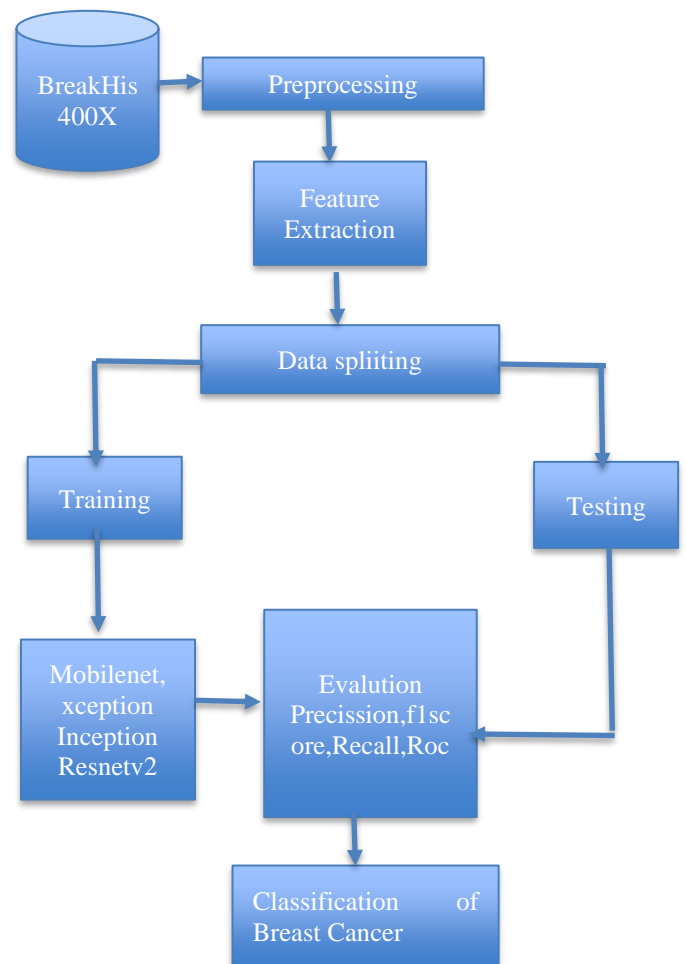 BreakHis
400X
Preprocessing
Feature
Extraction
Data spliiting
Training
Testing
Mobilenet,
xception
Inception
Resnetv2
Evalution
Precission,f1sc
ore,Recall,Roc
Classification of
Breast Cancer